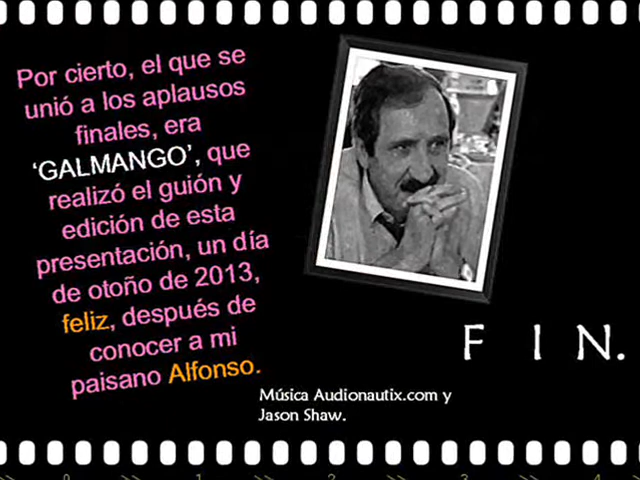 Por cierto, el que se
unió a los aplausos
finales, era
‘GALMANGO’, que
realizó el guión y
edición de esta
presentación, un día
de otoño de 2013,
feliz, después de
conocer a mi
paisano Alfonso.
F I N.
Música Audionautix.com y
Jason Shaw.